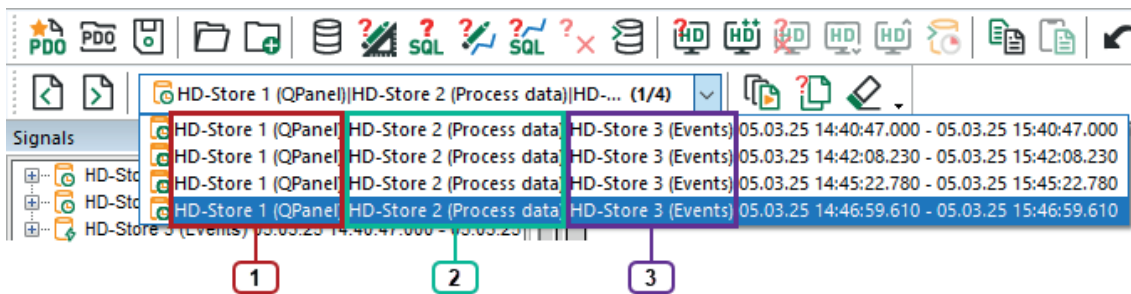 PDO PDO SQL SQL HD HD HD HD HD
HD-Store 1 (QPanel)|HD-Store 2 (Process data)|HD-... (1/4)
Signals
HD-Store 1 (QPanel) HD-Store 2 (Process data) HD-Store 3 (Events) 05.03.25 14:40:47.000 - 05.03.25 15:40:47.000
HD-Store 1 (QPanel) HD-Store 2 (Process data) HD-Store 3 (Events) 05.03.25 14:42:08.230 - 05.03.25 15:42:08.230
HD-Store 1 (QPanel) HD-Store 2 (Process data) HD-Store 3 (Events) 05.03.25 14:45:22.780 - 05.03.25 15:45:22.780
HD-Store 1 (QPanel) HD-Store 2 (Process data) HD-Store 3 (Events) 05.03.25 14:46:59.610 - 05.03.25 15:46:59.610
HD-Sto
HD-Sto
HD-Store 3 (Events) 05.03.25 14:40:47.000 - 05.03.25
1 2 3